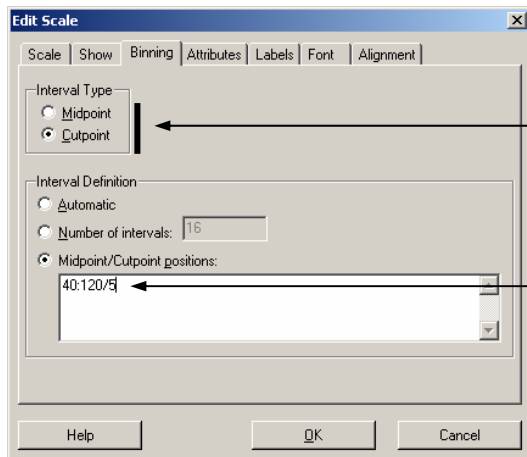 Edit Scale
Scale Show Binning Attributes Labels Font Alignment
Interval Type
Midpoint
Cutpoint
Interval Definition
Automatic
Number of intervals: 16
Midpoint/Cutpoint positions:
40:120/5
Help OK Cancel